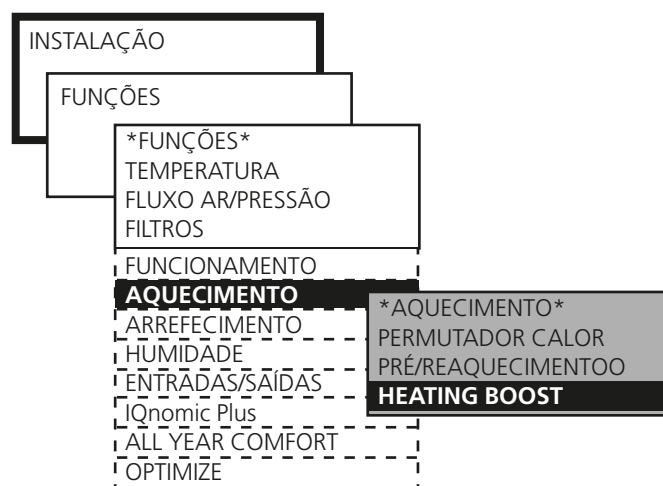 INSTALAÇÃO
FUNÇÕES
*FUNÇÕES*
TEMPERATURA
FLUXO AR/PRESSÃO
FILTROS
FUNCIONAMENTO
AQUECIMENTO
ARREFECIMENTO
HUMIDADE
ENTRADAS/SAÍDAS
IQnomic Plus
ALL YEAR COMFORT
OPTIMIZE
*AQUECIMENTO*
PERMUTADOR CALOR
PRÉ/REAQUECIMENTOO
HEATING BOOST